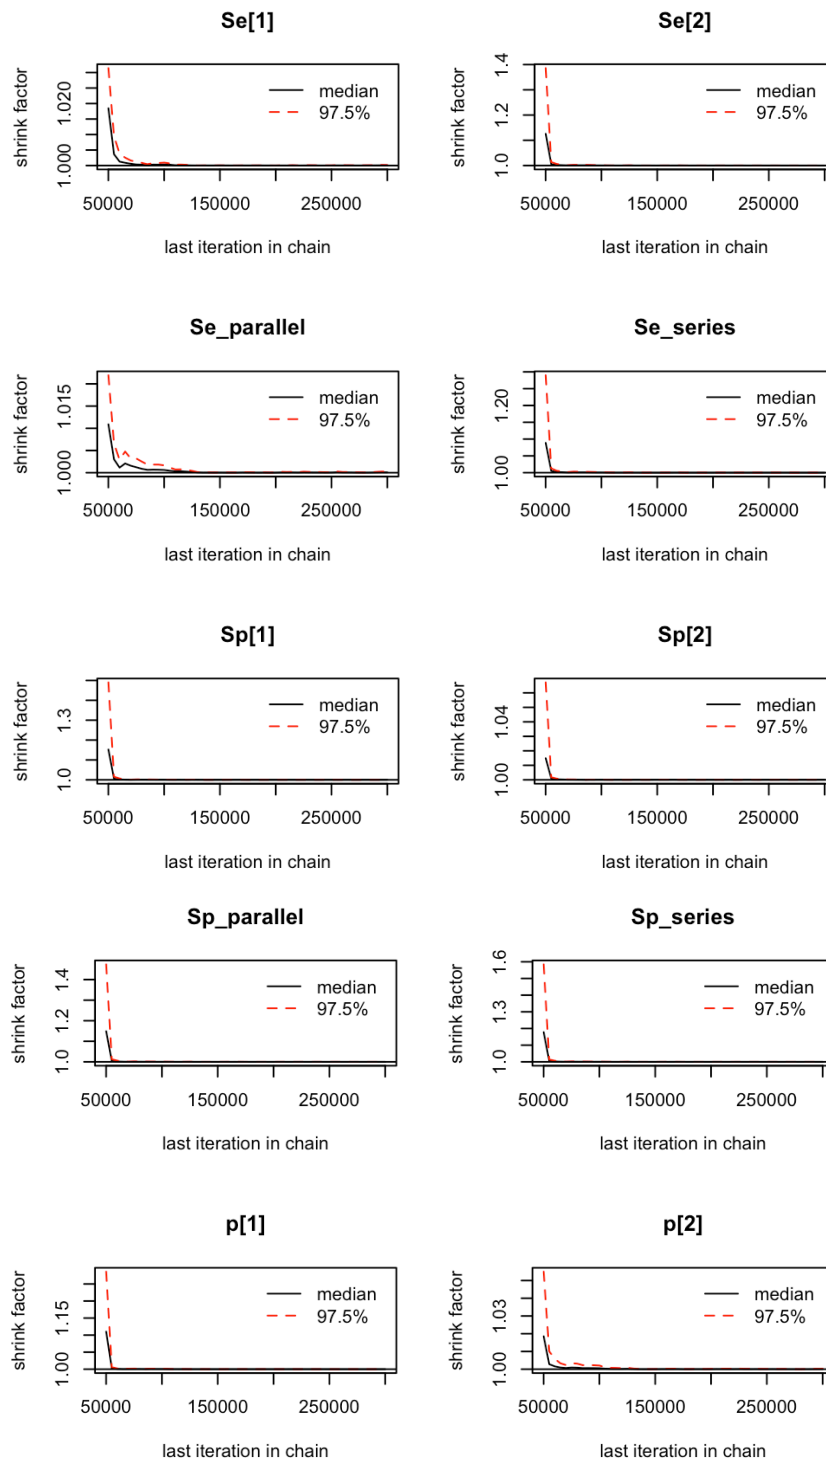 Se[1]
shrink factor
1.000 1.020
median
97.5%
50000 150000 250000
last iteration in chain
Se[2]
shrink factor
1.0 1.2 1.4
median
97.5%
50000 150000 250000
last iteration in chain
Se_parallel
shrink factor
1.000 1.015
median
97.5%
50000 150000 250000
last iteration in chain
Se_series
shrink factor
1.00 1.20
median
97.5%
50000 150000 250000
last iteration in chain
Sp[1]
shrink factor
1.0 1.3
median
97.5%
50000 150000 250000
last iteration in chain
Sp[2]
shrink factor
1.00 1.04
median
97.5%
50000 150000 250000
last iteration in chain
Sp_parallel
shrink factor
1.0 1.2 1.4
median
97.5%
50000 150000 250000
last iteration in chain
Sp_series
shrink factor
1.0 1.3 1.6
median
97.5%
50000 150000 250000
last iteration in chain
p[1]
shrink factor
1.00 1.15
median
97.5%
50000 150000 250000
last iteration in chain
p[2]
shrink factor
1.00 1.03
median
97.5%
50000 150000 250000
last iteration in chain